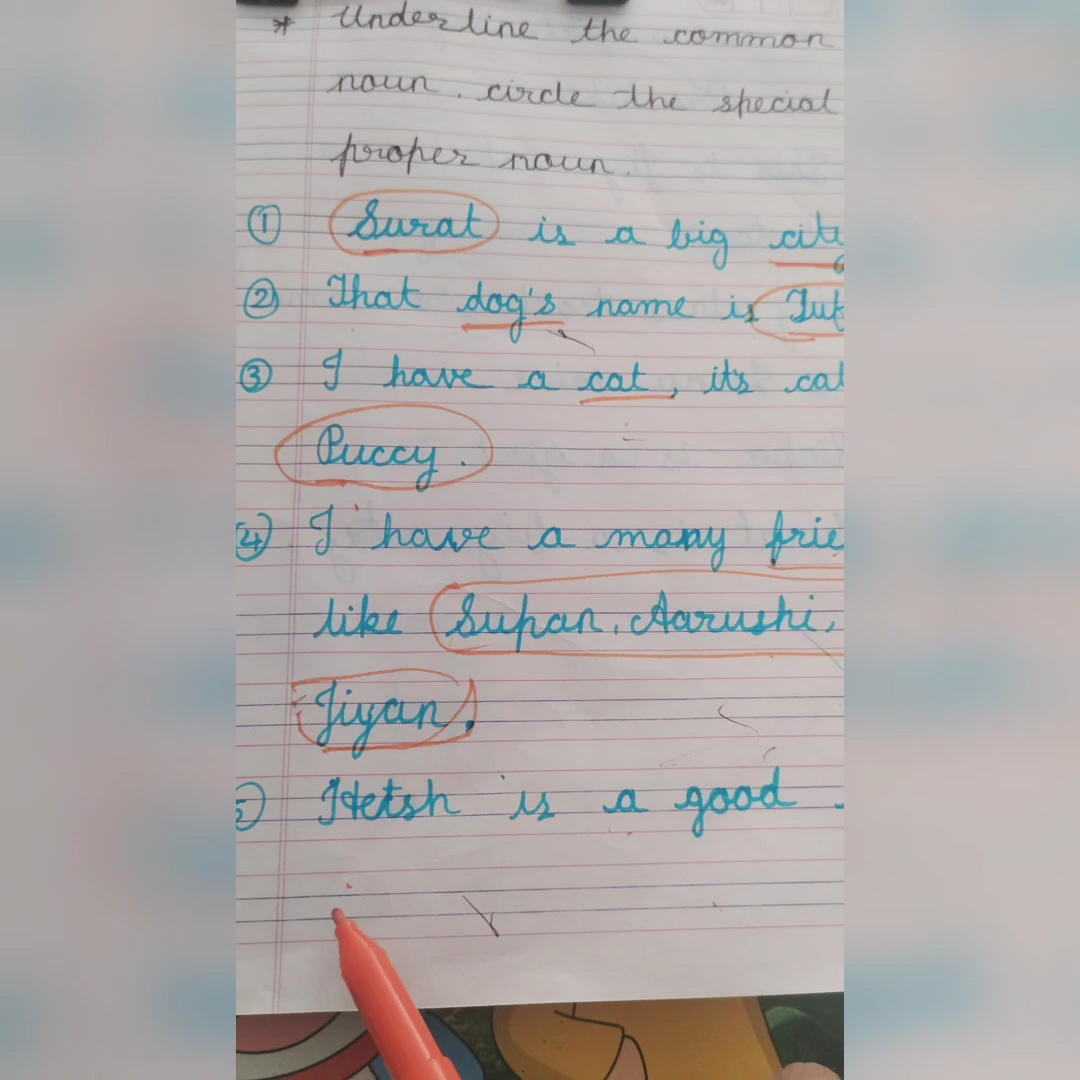 * Underline the common
noun. circle the special
proper noun.
① Surat is a big city
② That dog's name is
③ I have a cat, it's
Puccy.
④ I have a many
like Supan, Aarushi,
Jiyan.
5) Hetsh is a good